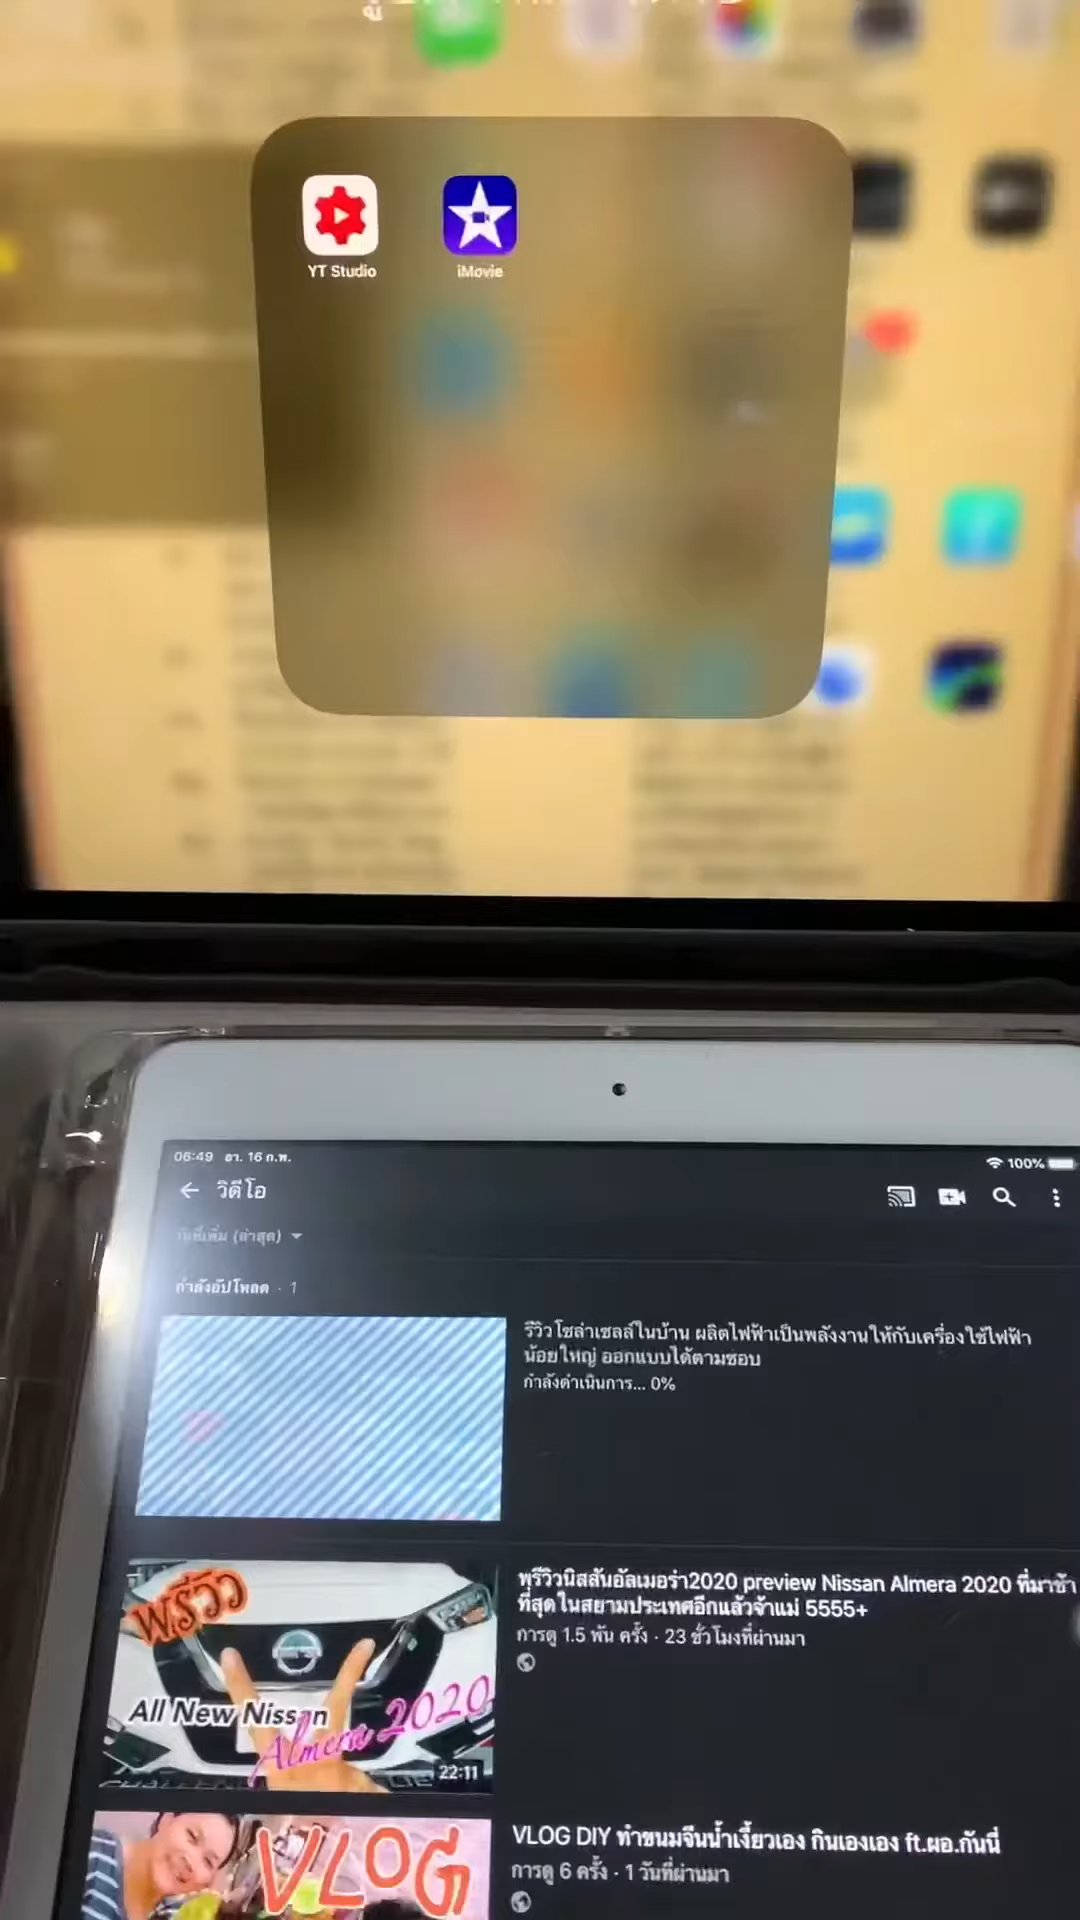 YT Studio
iMovie
06:49 อา. 16 ก.พ.
100%
วิดีโอ
วันที่เพิ่ม (ล่าสุด)
กำลังอัปโหลด · 1
รีวิวโซล่าเซลล์ในบ้าน ผลิตไฟฟ้าเป็นพลังงานให้กับเครื่องใช้ไฟฟ้า
น้อยใหญ่ ออกแบบได้ตามชอบ
กำลังดำเนินการ... 0%
พรีวิว
All New Nissan
Almera 2020
22:11
พรีวิวนิสสันอัลเมอร่า2020 preview Nissan Almera 2020 ที่มาช้า
ที่สุดในสยามประเทศอีกแล้วจ้าแม่ 5555+
การดู 1.5 พัน ครั้ง · 23 ชั่วโมงที่ผ่านมา
VLOG
VLOG DIY ทำขนมจีนน้ำเงี้ยวเอง กินเองเอง ft.ผอ.กันนี่
การดู 6 ครั้ง · 1 วันที่ผ่านมา